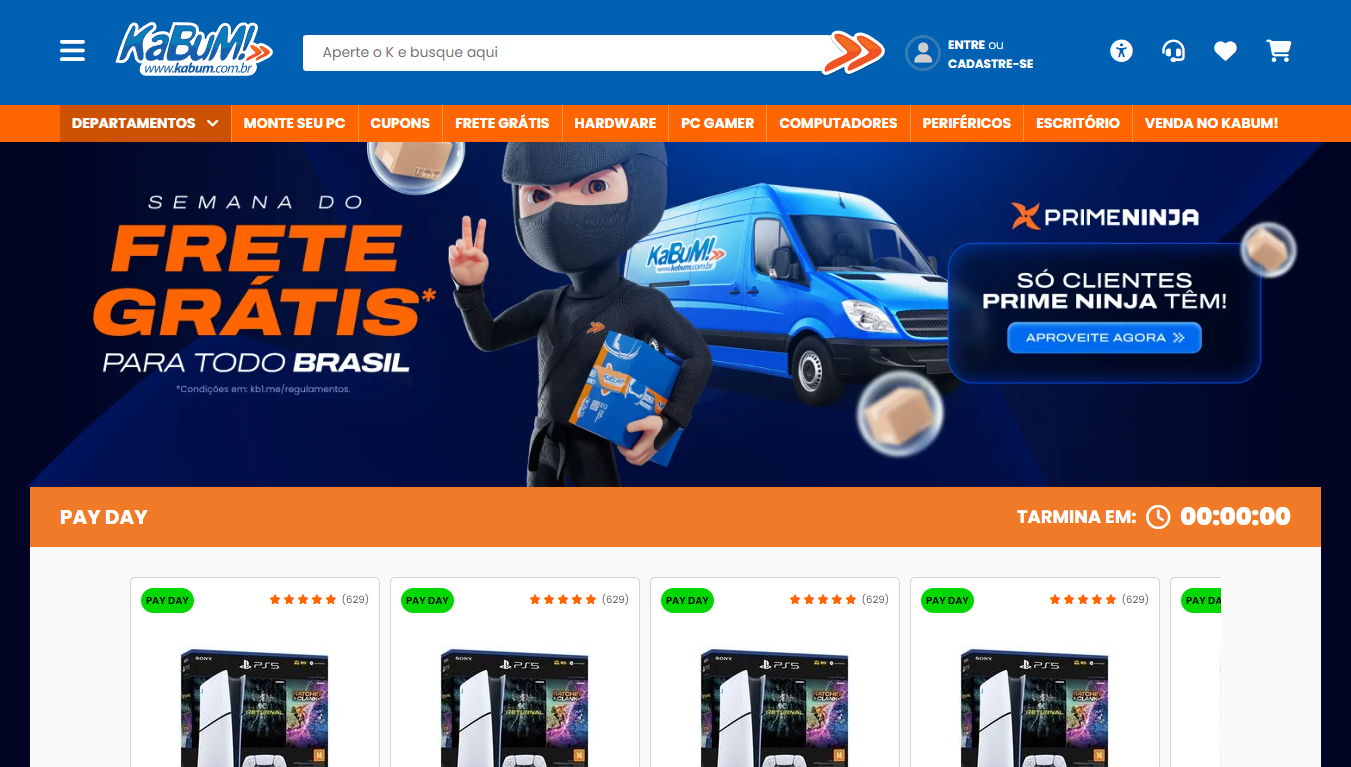 KaBuM!
www.kabum.com.br
Aperte o K e busque aqui
ENTRE ou
CADASTRE-SE
DEPARTAMENTOS
MONTE SEU PC
CUPONS
FRETE GRÁTIS
HARDWARE
PC GAMER
COMPUTADORES
PERIFÉRICOS
ESCRITÓRIO
VENDA NO KABUM!
SEMANA DO
FRETE
GRÁTIS*
PARA TODO BRASIL
*Condições em: kb1.me/regulamentos.
KaBuM!
www.kabum.com.br
KaBuM!
PRIMENINJA
SÓ CLIENTES
PRIME NINJA TÊM!
APROVEITE AGORA
PAY DAY
TARMINA EM: 00:00:00
PAY DAY (629)
SONY PS5
RATCHET
& CLANK
RETURNAL
M
PAY DAY (629)
SONY PS5
RATCHET
& CLANK
RETURNAL
M
PAY DAY (629)
SONY PS5
RATCHET
& CLANK
RETURNAL
M
PAY DAY (629)
SONY PS5
RATCHET
& CLANK
RETURNAL
M
PAY DA